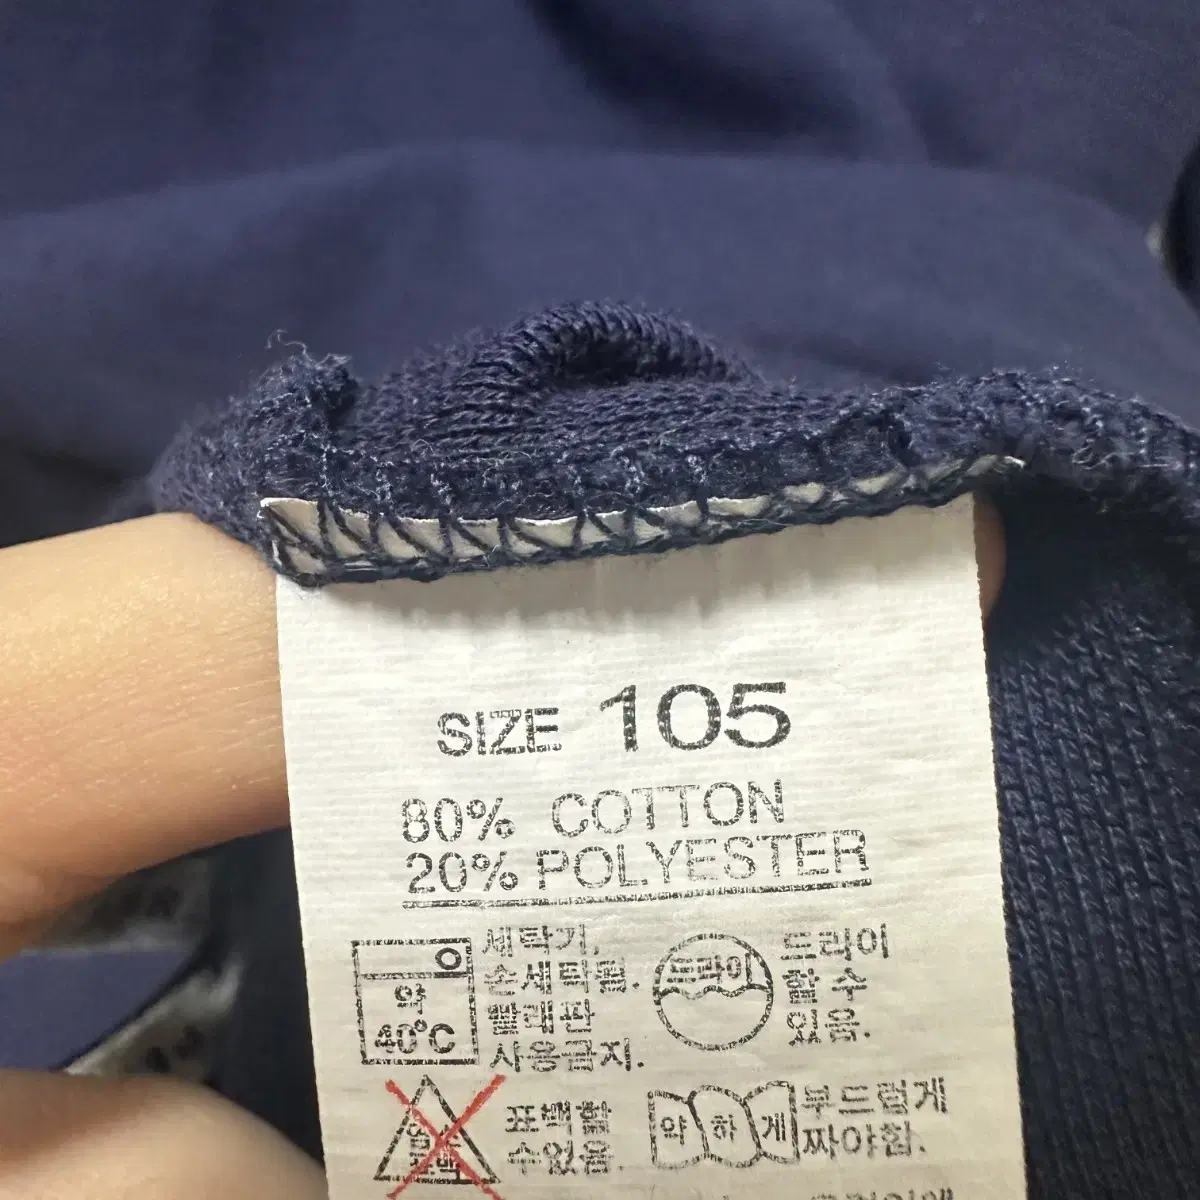 SIZE 105
80% COTTON
20% POLYESTER
약
40°C
세탁기,
손세탁될.
빨래판
사용금지.
드라이
드라이
할 수
있음.
표백할
수없음.
약 하 게
부드럽게
짜야함.